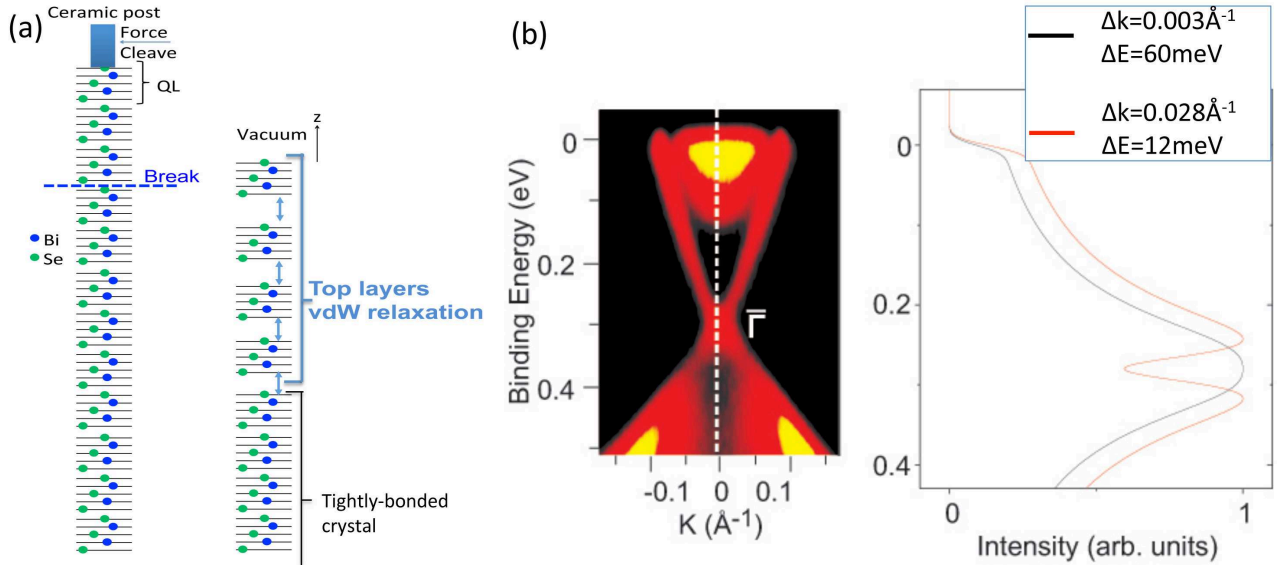 (a)
Ceramic post
Force
Cleave
QL
Break
Bi
Se
Vacuum
z
Top layers
vdW relaxation
Tightly-bonded
crystal
(b)
Binding Energy (eV)
0
0.2
0.4
Γ̅
-0.1 0 0.1
K (Å⁻¹)
Δk=0.003Å⁻¹
ΔE=60meV
Δk=0.028Å⁻¹
ΔE=12meV
0
0.2
0.4
0 1
Intensity (arb. units)